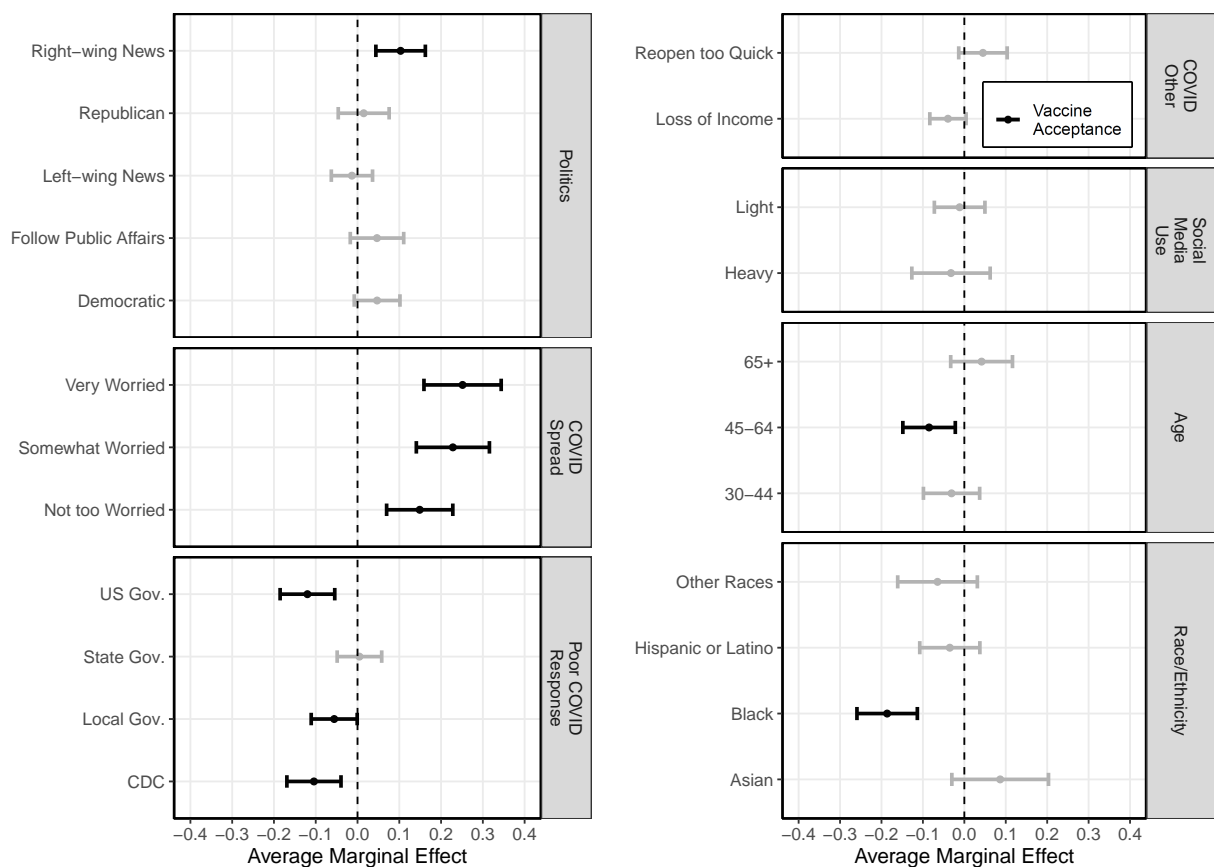 Right−wing News
Republican
Left−wing News
Follow Public Affairs
Democratic
Politics
Very Worried
Somewhat Worried
Not too Worried
COVID
Spread
US Gov.
State Gov.
Local Gov.
CDC
Poor COVID
Response
−0.4 −0.3 −0.2 −0.1 0.0 0.1 0.2 0.3 0.4
Average Marginal Effect
Reopen too Quick
Loss of Income
Vaccine
Acceptance
COVID
Other
Light
Heavy
Social
Media
Use
65+
45−64
30−44
Age
Other Races
Hispanic or Latino
Black
Asian
Race/Ethnicity
−0.4 −0.3 −0.2 −0.1 0.0 0.1 0.2 0.3 0.4
Average Marginal Effect